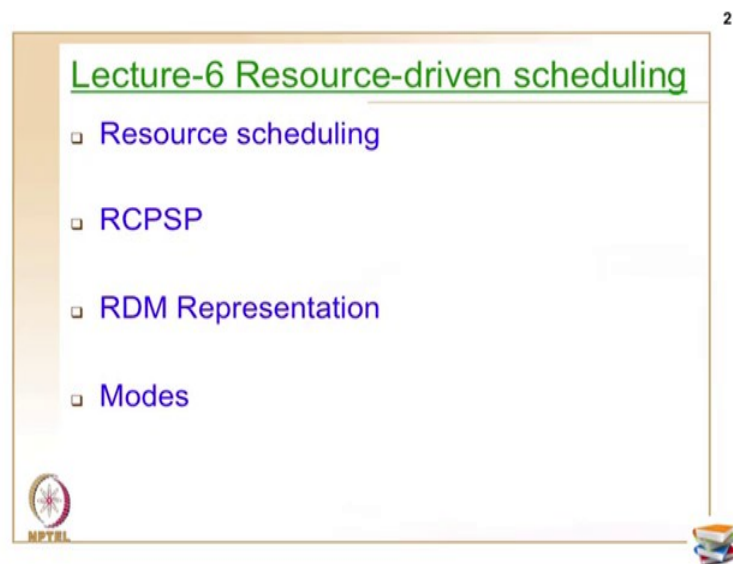 2
Lecture-6 Resource-driven scheduling
Resource scheduling
RCPSP
RDM Representation
Modes
NPTEL